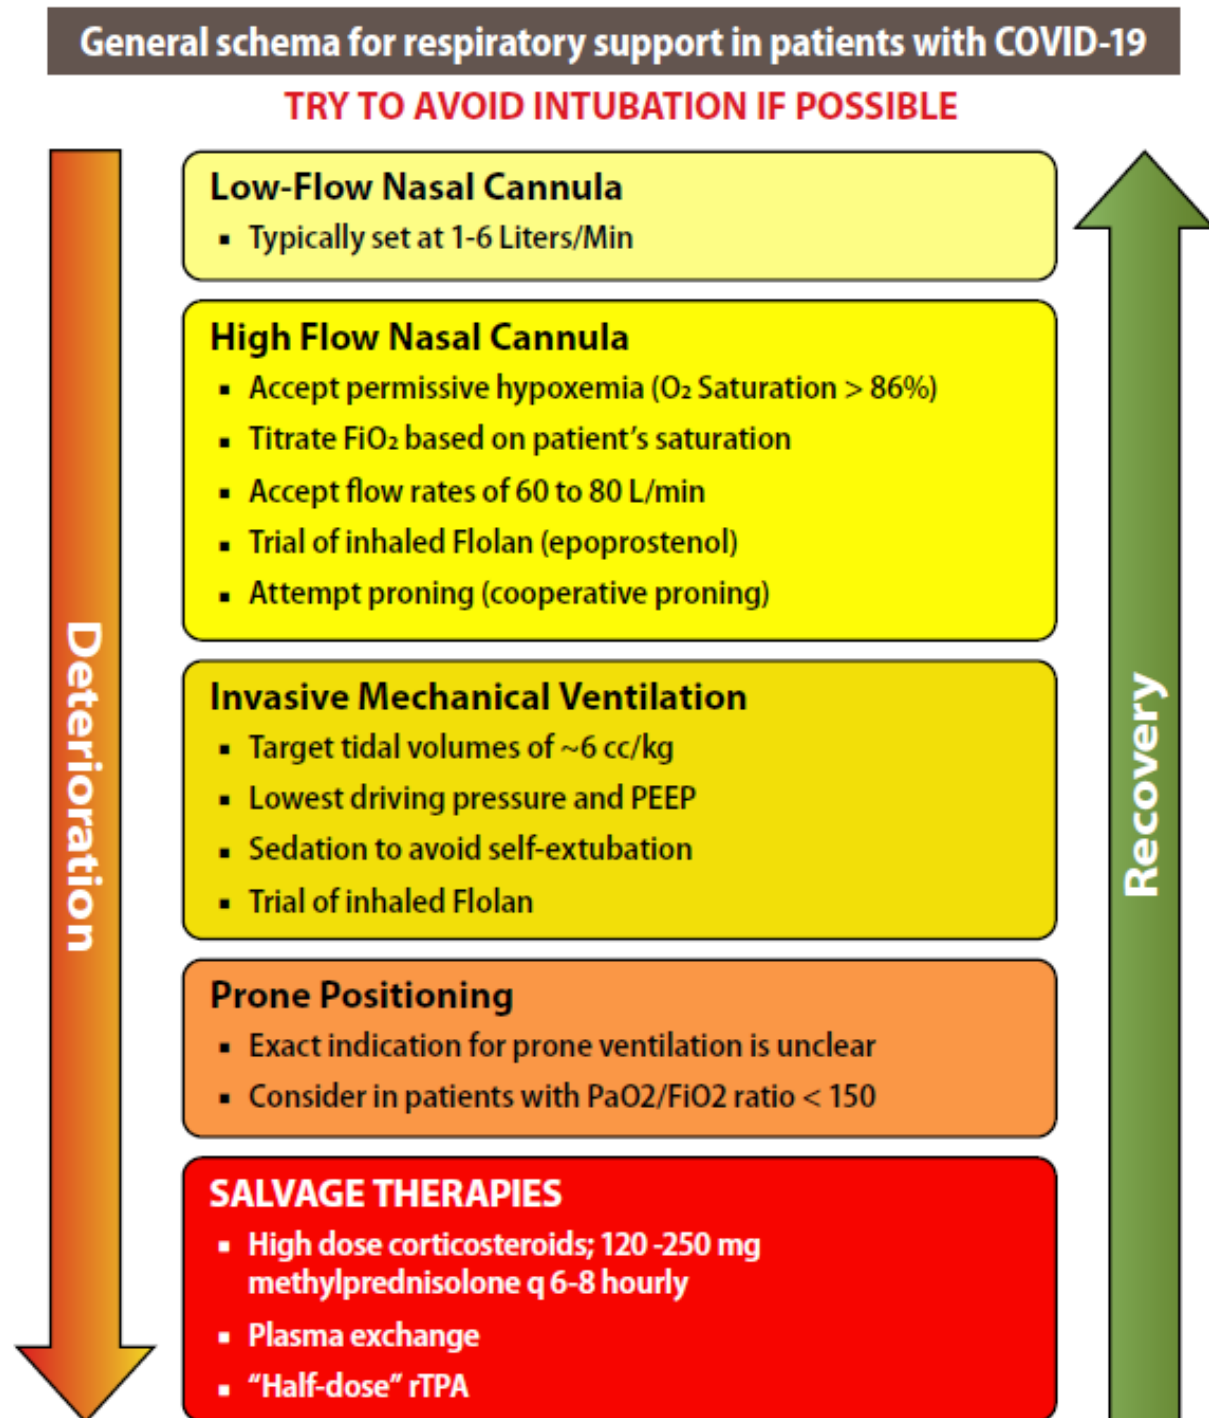 General schema for respiratory support in patients with COVID-19
TRY TO AVOID INTUBATION IF POSSIBLE
Deterioration
Low-Flow Nasal Cannula
▪ Typically set at 1-6 Liters/Min
High Flow Nasal Cannula
▪ Accept permissive hypoxemia (O₂ Saturation > 86%)
▪ Titrate FiO₂ based on patient’s saturation
▪ Accept flow rates of 60 to 80 L/min
▪ Trial of inhaled Flolan (epoprostenol)
▪ Attempt proning (cooperative proning)
Invasive Mechanical Ventilation
▪ Target tidal volumes of ~6 cc/kg
▪ Lowest driving pressure and PEEP
▪ Sedation to avoid self-extubation
▪ Trial of inhaled Flolan
Prone Positioning
▪ Exact indication for prone ventilation is unclear
▪ Consider in patients with PaO2/FiO2 ratio < 150
SALVAGE THERAPIES
▪ High dose corticosteroids; 120 -250 mg
methylprednisolone q 6-8 hourly
▪ Plasma exchange
▪ “Half-dose” rTPA
Recovery